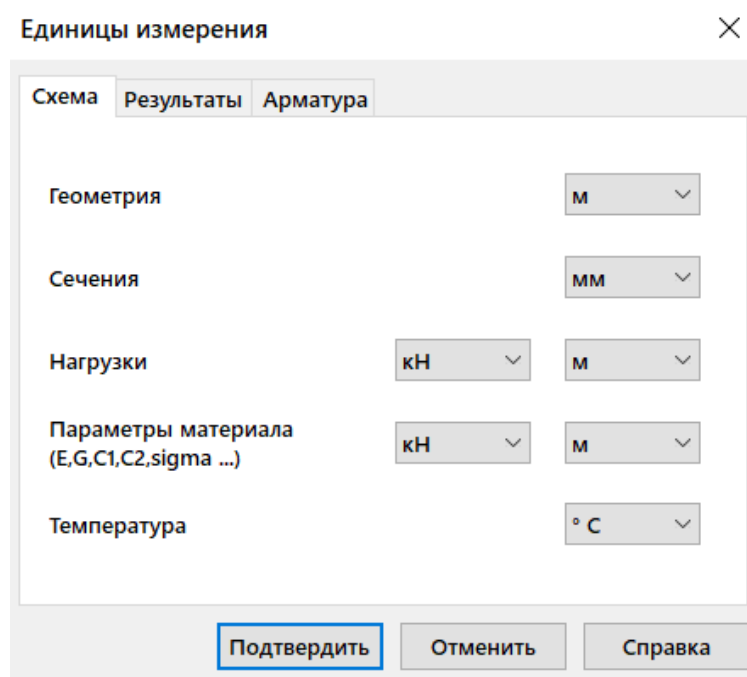 Единицы измерения
Схема Результаты Арматура
Геометрия м
Сечения мм
Нагрузки кН м
Параметры материала
(E,G,C1,C2,sigma ...) кН м
Температура ° C
Подтвердить Отменить Справка